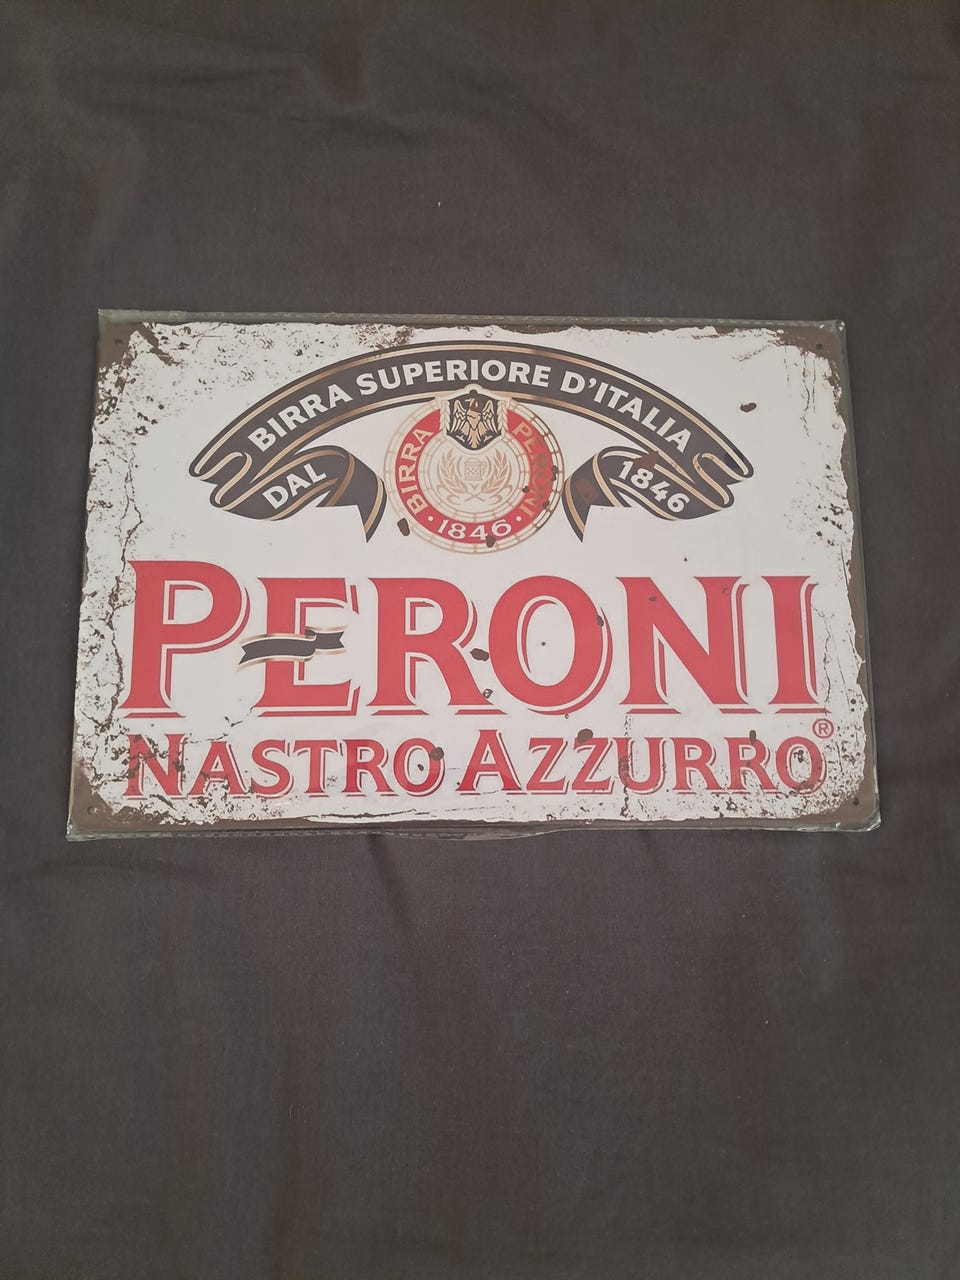 BIRRA SUPERIORE D'ITALIA
DAL 1846
BIRRA PERONI
·1846·
PERONI
NASTRO AZZURRO®